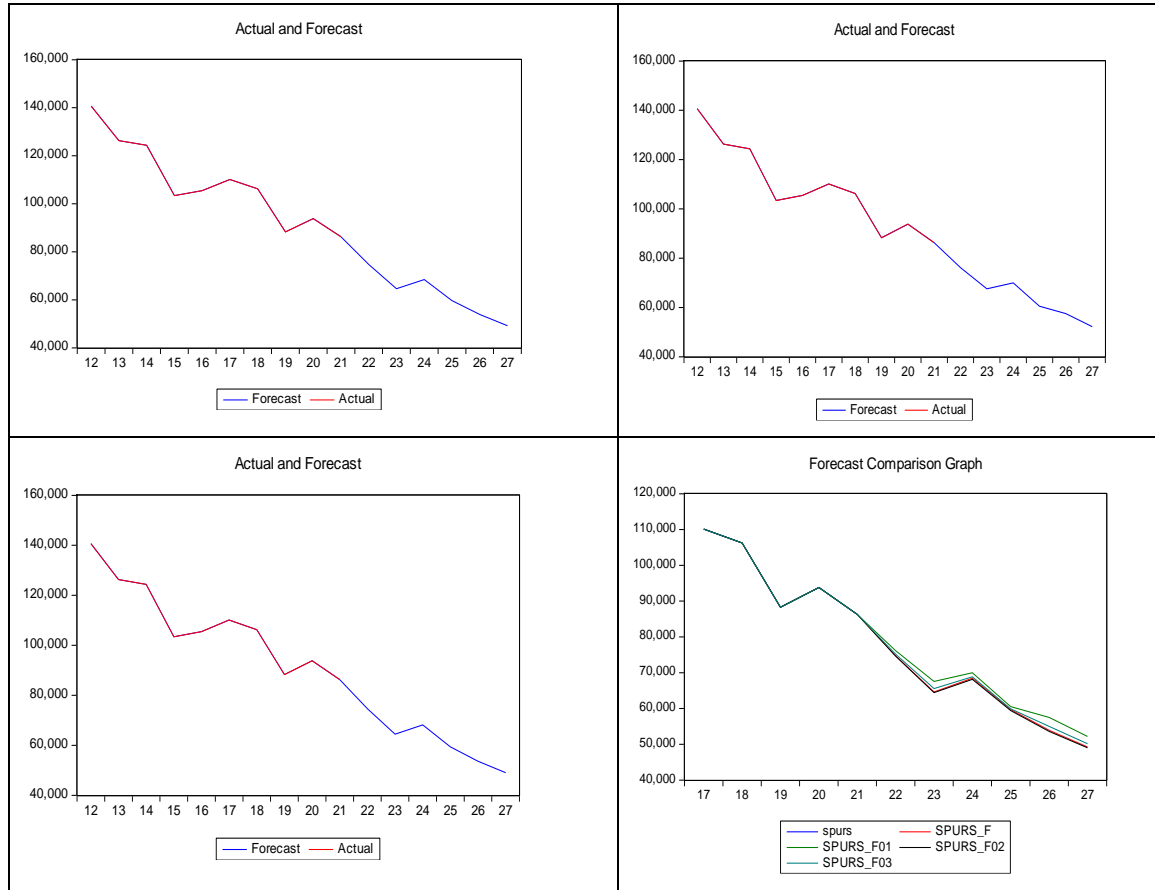 Actual and Forecast
160,000
140,000
120,000
100,000
80,000
60,000
40,000
12 13 14 15 16 17 18 19 20 21 22 23 24 25 26 27
Forecast Actual
Actual and Forecast
160,000
140,000
120,000
100,000
80,000
60,000
40,000
12 13 14 15 16 17 18 19 20 21 22 23 24 25 26 27
Forecast Actual
Actual and Forecast
160,000
140,000
120,000
100,000
80,000
60,000
40,000
12 13 14 15 16 17 18 19 20 21 22 23 24 25 26 27
Forecast Actual
Forecast Comparison Graph
120,000
110,000
100,000
90,000
80,000
70,000
60,000
50,000
40,000
17 18 19 20 21 22 23 24 25 26 27
spurs SPURS_F
SPURS_F01 SPURS_F02
SPURS_F03